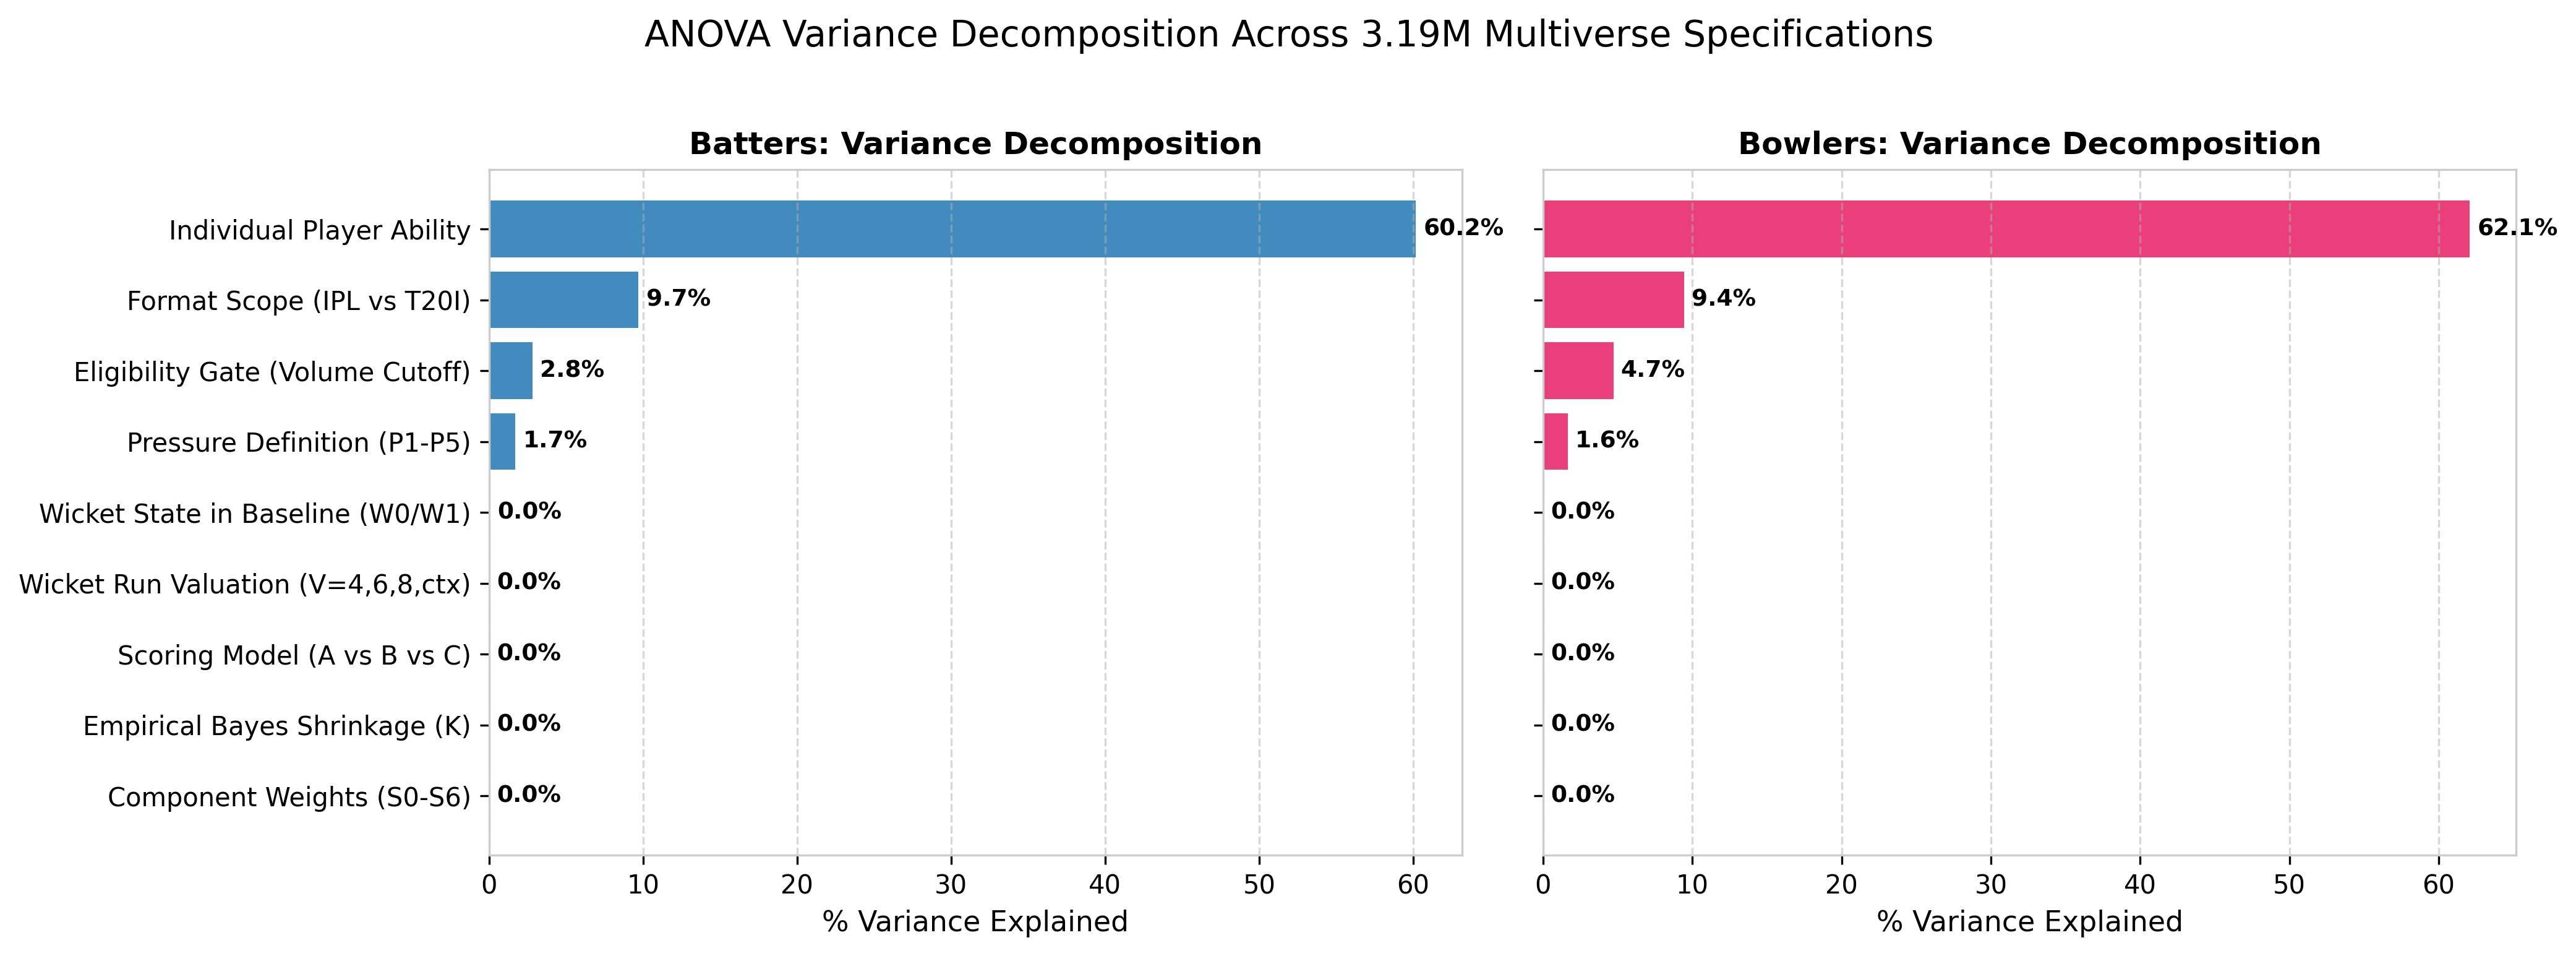 ANOVA Variance Decomposition Across 3.19M Multiverse Specifications
Batters: Variance Decomposition
Individual Player Ability
60.2%
Format Scope (IPL vs T20I)
9.7%
Eligibility Gate (Volume Cutoff)
2.8%
Pressure Definition (P1-P5)
1.7%
Wicket State in Baseline (W0/W1)
0.0%
Wicket Run Valuation (V=4,6,8,ctx)
0.0%
Scoring Model (A vs B vs C)
0.0%
Empirical Bayes Shrinkage (K)
0.0%
Component Weights (S0-S6)
0.0%
0 10 20 30 40 50 60
% Variance Explained
Bowlers: Variance Decomposition
62.1%
9.4%
4.7%
1.6%
0.0%
0.0%
0.0%
0.0%
0.0%
0 10 20 30 40 50 60
% Variance Explained